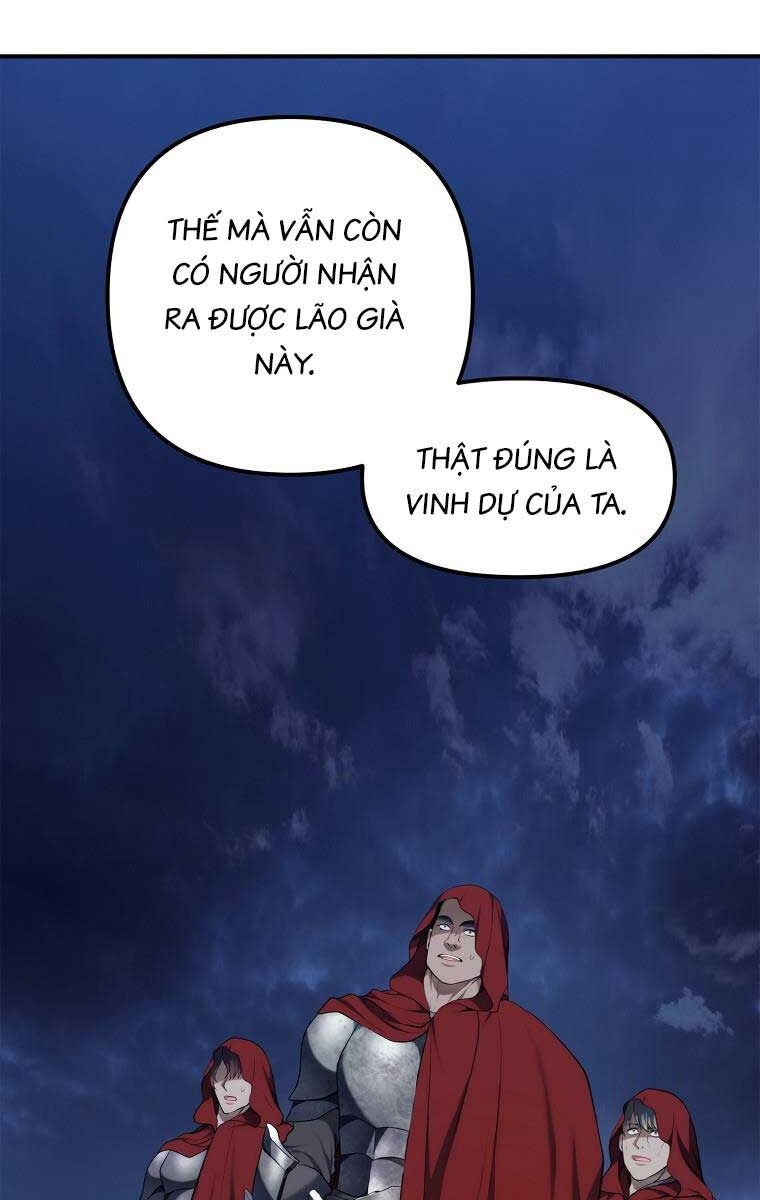 THẾ MÀ VẪN CÒN
CÓ NGƯỜI NHẬN
RA ĐƯỢC LÃO GIÀ
NÀY.
THẬT ĐÚNG LÀ
VINH DỰ CỦA TA.